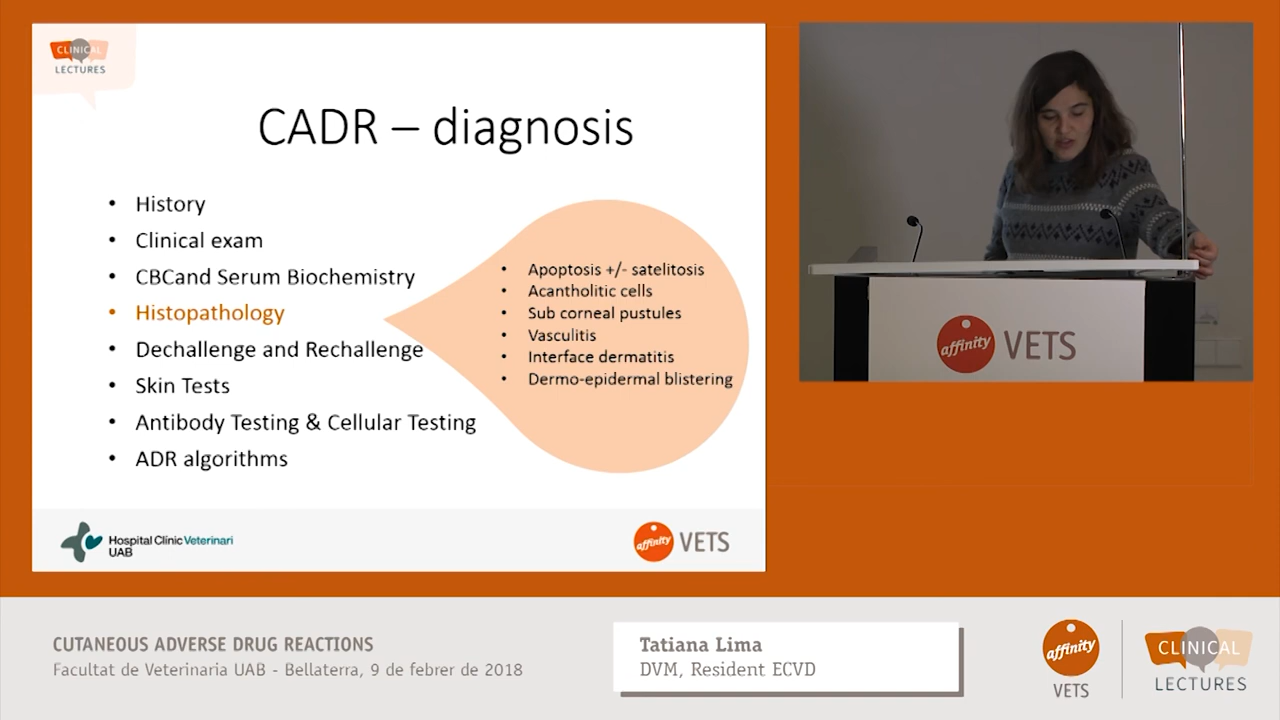 CLINICAL
LECTURES
CADR – diagnosis
• History
• Clinical exam
• CBCand Serum Biochemistry
• Histopathology
• Dechallenge and Rechallenge
• Skin Tests
• Antibody Testing & Cellular Testing
• ADR algorithms
• Apoptosis +/- satelitosis
• Acantholitic cells
• Sub corneal pustules
• Vasculitis
• Interface dermatitis
• Dermo-epidermal blistering
Hospital Clínic Veterinari
UAB
affinity VETS
affinity VETS
CUTANEOUS ADVERSE DRUG REACTIONS
Facultat de Veterinaria UAB - Bellaterra, 9 de febrer de 2018
Tatiana Lima
DVM, Resident ECVD
affinity
VETS
CLINICAL
LECTURES